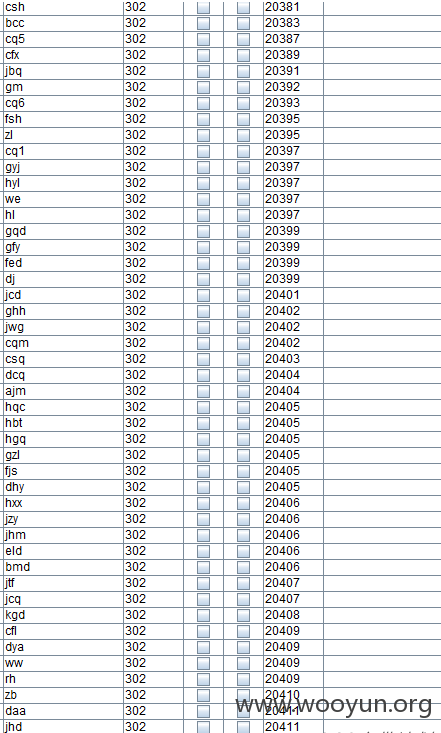 csh 302 20381
bcc 302 20383
cq5 302 20387
cfx 302 20389
jbq 302 20391
gm 302 20392
cq6 302 20393
fsh 302 20395
zl 302 20395
cq1 302 20397
gyj 302 20397
hyl 302 20397
we 302 20397
hl 302 20397
gqd 302 20399
gfy 302 20399
fed 302 20399
dj 302 20399
jcd 302 20401
ghh 302 20402
jwg 302 20402
cqm 302 20402
csq 302 20403
dcq 302 20404
ajm 302 20404
hqc 302 20405
hbt 302 20405
hgq 302 20405
gzl 302 20405
fjs 302 20405
dhy 302 20405
hxx 302 20406
jzy 302 20406
jhm 302 20406
eld 302 20406
bmd 302 20406
jtf 302 20407
jcq 302 20407
kgd 302 20408
cfl 302 20409
dya 302 20409
ww 302 20409
rh 302 20409
zb 302 20410
daa 302 20411
jhd 302 20411
www.wooyun.org